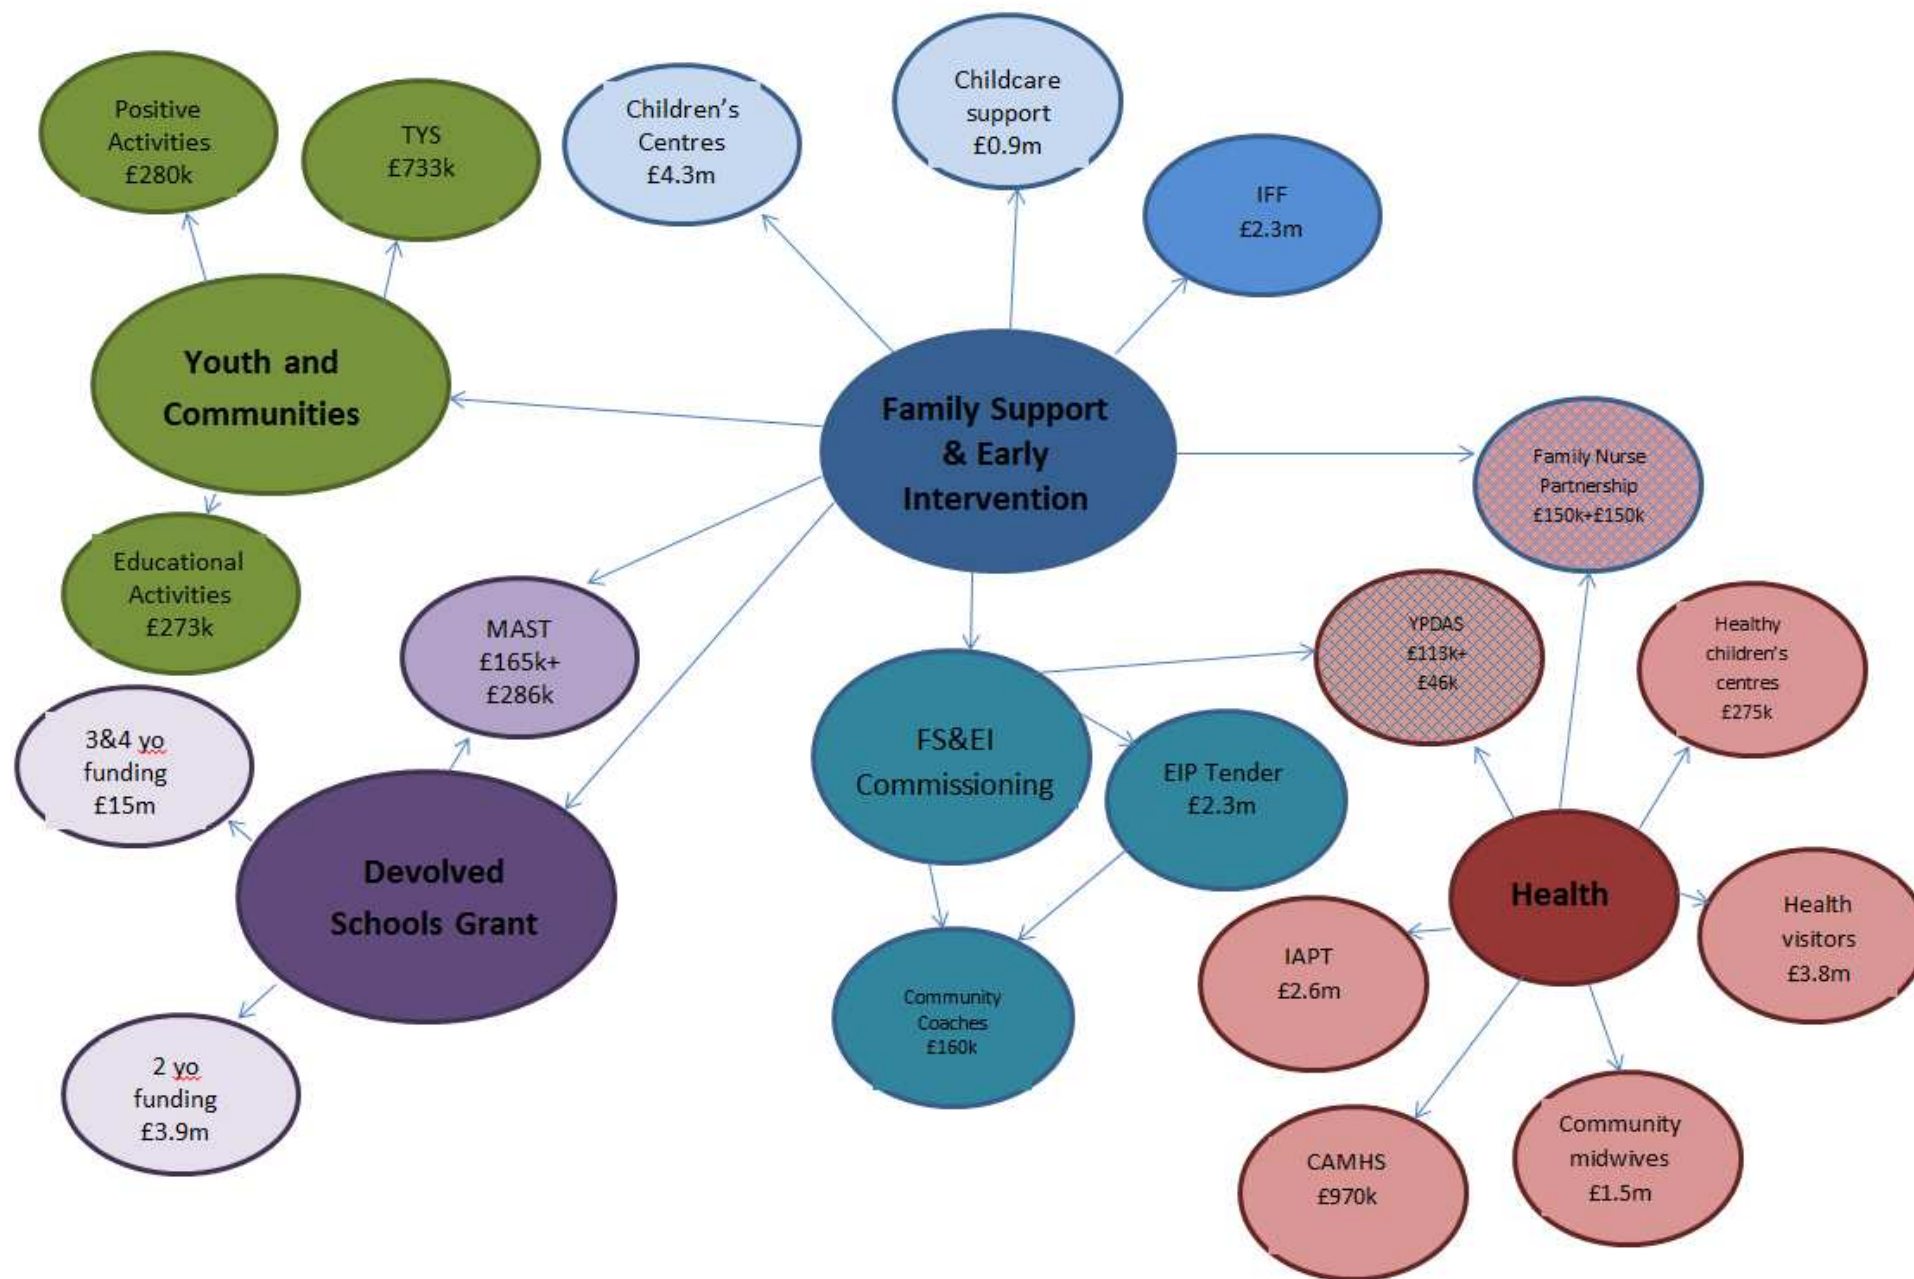 Positive
Activities
£280k
TYS
£733k
Children’s
Centres
£4.3m
Childcare
support
£0.9m
IFF
£2.3m
Youth and
Communities
Family Support
& Early
Intervention
Family Nurse
Partnership
£150k+£150k
Educational
Activities
£273k
MAST
£165k+
£286k
YPDAS
£113k+
£46k
Healthy
children’s
centres
£275k
3&4 yo
funding
£15m
FS&EI
Commissioning
EIP Tender
£2.3m
Devolved
Schools Grant
Health
Health
visitors
£3.8m
IAPT
£2.6m
Community
Coaches
£160k
2 yo
funding
£3.9m
CAMHS
£970k
Community
midwives
£1.5m